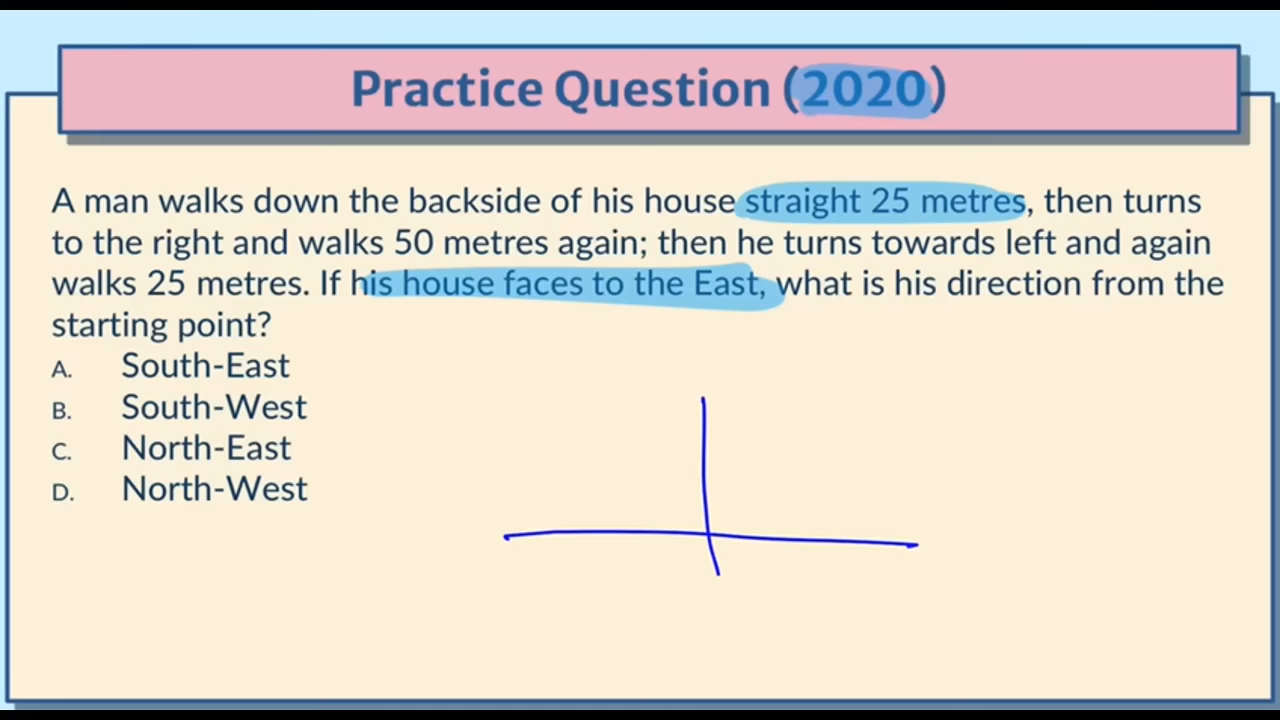 Practice Question (2020)
A man walks down the backside of his house straight 25 metres, then turns
to the right and walks 50 metres again; then he turns towards left and again
walks 25 metres. If his house faces to the East, what is his direction from the
starting point?
A. South-East
B. South-West
C. North-East
D. North-West